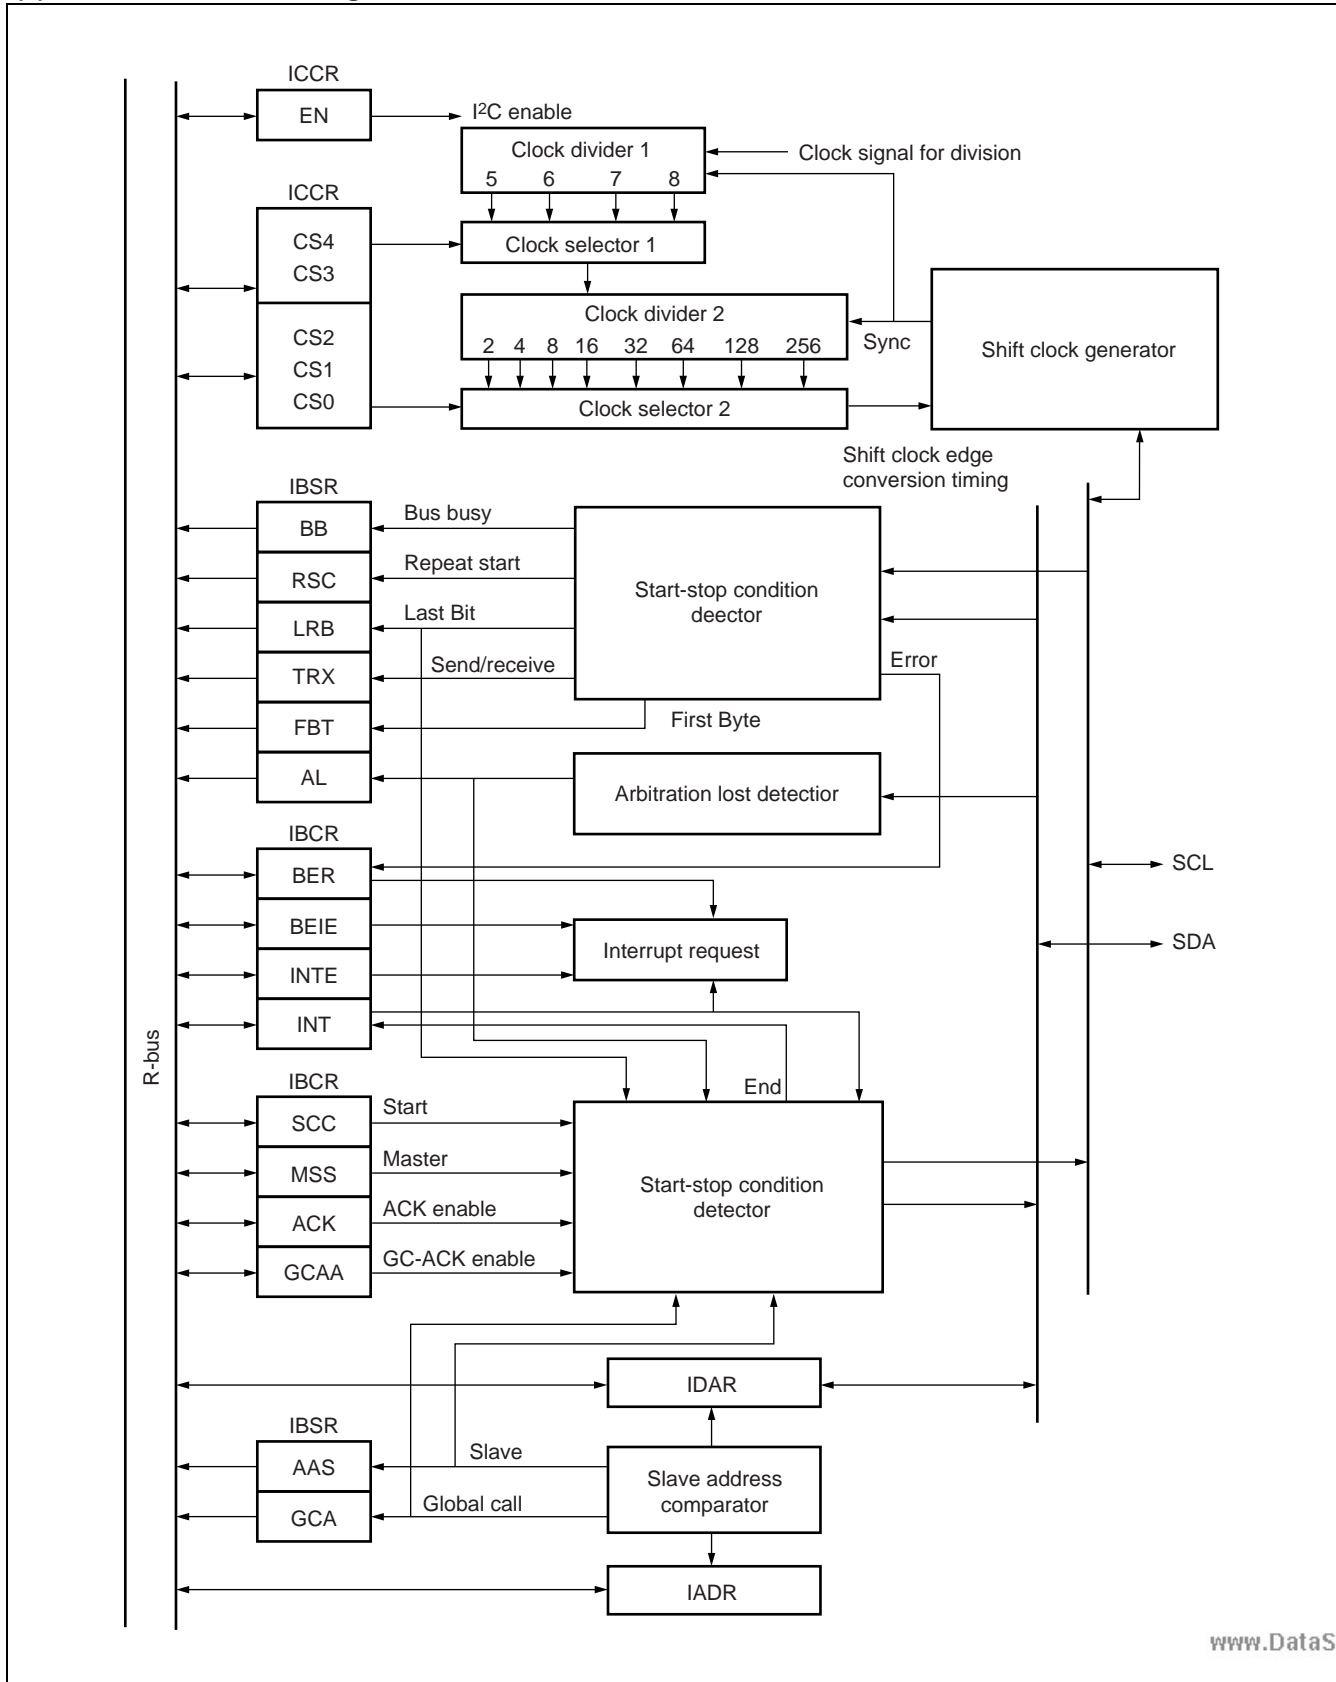 ICCR
EN
I²C enable
Clock divider 1
5 6 7 8
Clock signal for division
ICCR
CS4
CS3
Clock selector 1
Clock divider 2
2 4 8 16 32 64 128 256
Sync
Shift clock generator
CS2
CS1
CS0
Clock selector 2
Shift clock edge
conversion timing
IBSR
BB
Bus busy
RSC
Repeat start
LRB
Last Bit
TRX
Send/receive
FBT
First Byte
AL
Start-stop condition
deector
Error
Arbitration lost detectior
IBCR
BER
BEIE
INTE
INT
Interrupt request
SCL
SDA
R-bus
End
IBCR
SCC
Start
MSS
Master
ACK
ACK enable
GCAA
GC-ACK enable
Start-stop condition
detector
IDAR
IBSR
AAS
Slave
GCA
Global call
Slave address
comparator
IADR
www.DataS